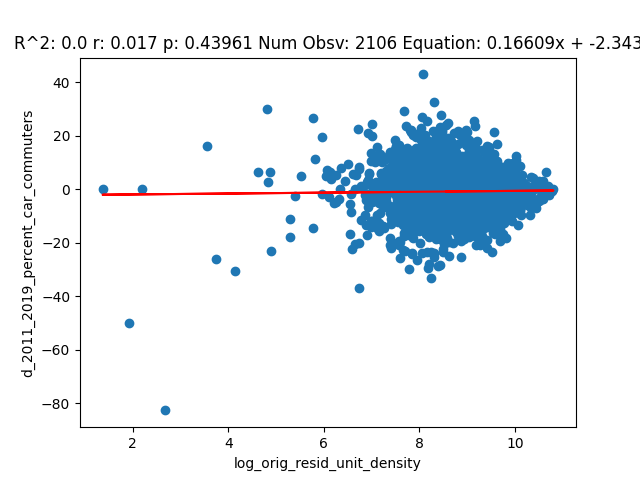 R^2: 0.0 r: 0.017 p: 0.43961 Num Obsv: 2106 Equation: 0.16609x + -2.343
d_2011_2019_percent_car_commuters
40
20
0
−20
−40
−60
−80
2 4 6 8 10
log_orig_resid_unit_density